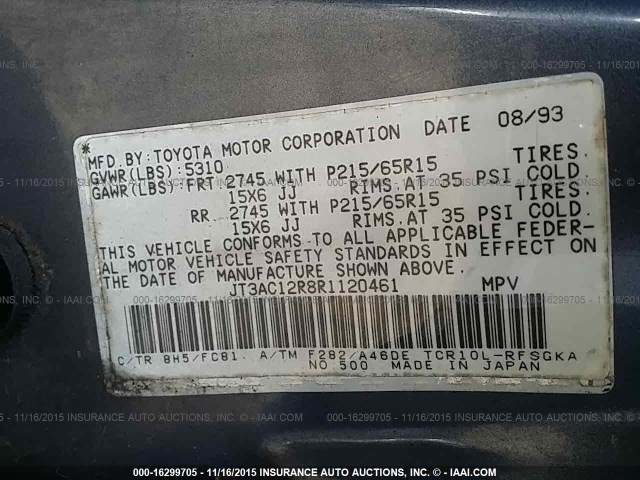 *MFD.BY:TOYOTA MOTOR CORPORATION DATE 08/93
GVWR(LBS):5310
GAWR(LBS):FRT 2745 WITH P215/65R15 TIRES.
15X6 JJ RIMS.AT 35 PSI COLD.
RR. 2745 WITH P215/65R15 TIRES.
15X6 JJ RIMS.AT 35 PSI COLD.
THIS VEHICLE CONFORMS TO ALL APPLICABLE FEDER-
AL MOTOR VEHICLE SAFETY STANDARDS IN EFFECT ON
THE DATE OF MANUFACTURE SHOWN ABOVE.
JT3AC12R8R1120461 MPV
C/TR 8H5/FC81. A/TM F282/A46DE TCR10L-RFSGKA
NO.500 MADE IN JAPAN
000-16299705 - 11/16/2015 INSURANCE AUTO AUCTIONS - WWW.IAAI.COM